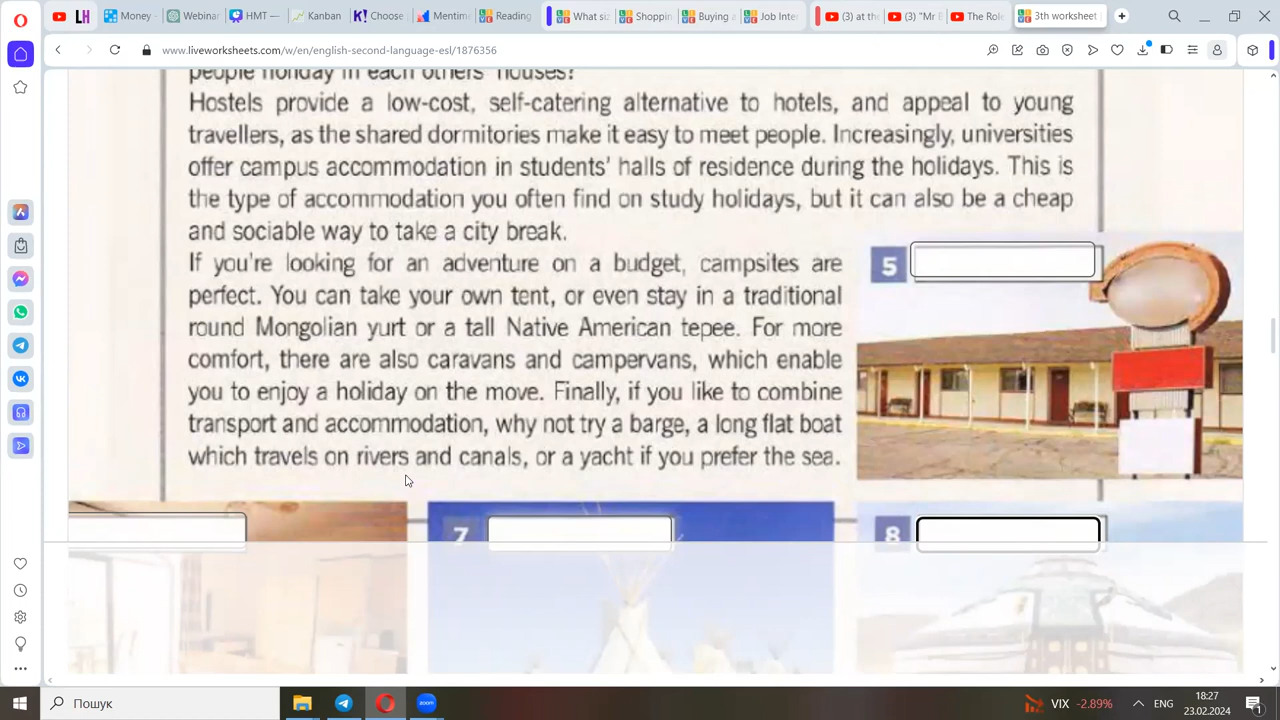 Money -
Webinar
HMT —
Kanban
Choose
Mentim
Reading
What siz
Shoppin
Buying a
Job Inte
(3) at the
(3) "Mr B
The Role
3th worksheet
www.liveworksheets.com/w/en/english-second-language-esl/1876356
people holiday in each others' houses?
Hostels provide a low-cost, self-catering alternative to hotels, and appeal to young
travellers, as the shared dormitories make it easy to meet people. Increasingly, universities
offer campus accommodation in students' halls of residence during the holidays. This is
the type of accommodation you often find on study holidays, but it can also be a cheap
and sociable way to take a city break.
If you're looking for an adventure on a budget, campsites are
perfect. You can take your own tent, or even stay in a traditional
round Mongolian yurt or a tall Native American tepee. For more
comfort, there are also caravans and campervans, which enable
you to enjoy a holiday on the move. Finally, if you like to combine
transport and accommodation, why not try a barge, a long flat boat
which travels on rivers and canals, or a yacht if you prefer the sea.
5
7
8
Пошук
zoom
VIX -2.89%
ENG
18:27
23.02.2024